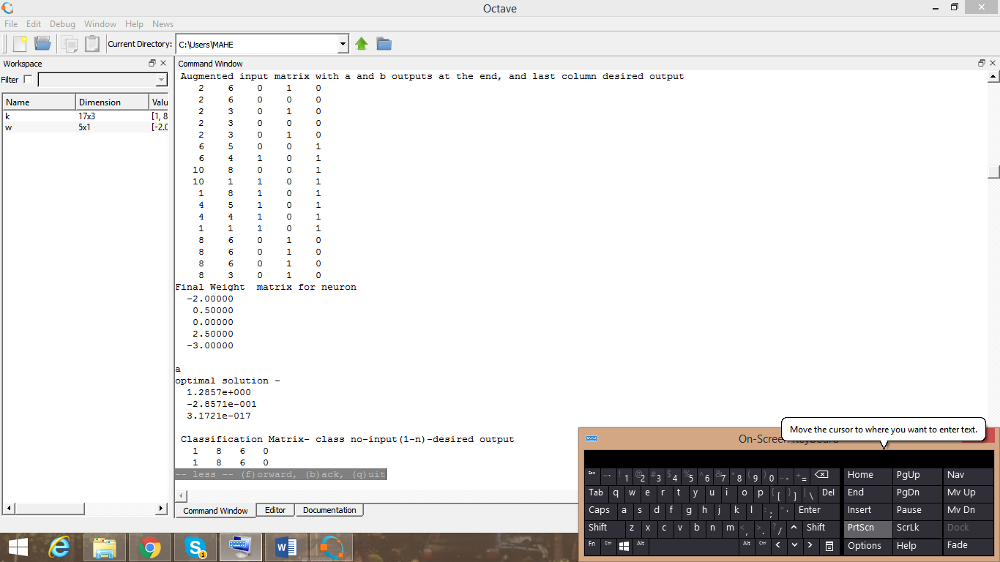 Octave
File Edit Debug Window Help News
Current Directory: C:\Users\MAHE
Workspace
Filter
Name Dimension Valu
k 17x3 [1, 8
w 5x1 [-2.0
Command Window
Augmented input matrix with a and b outputs at the end, and last column desired output
2 6 0 1 0
2 6 0 0 0
2 3 0 1 0
2 3 0 0 0
2 3 0 1 0
6 5 0 0 1
6 4 1 0 1
10 8 0 0 1
10 1 1 0 1
1 8 1 0 1
4 5 1 0 1
4 4 1 0 1
1 1 1 0 1
8 6 0 1 0
8 6 0 1 0
8 6 0 1 0
8 3 0 1 0
Final Weight  matrix for neuron
-2.00000
0.50000
0.00000
2.50000
-3.00000
a
optimal solution -
1.2857e+000
-2.8571e-001
3.1721e-017
Classification Matrix- class no-input(1-n)-desired output
1 8 6 0
1 8 6 0
-- less -- (f)orward, (b)ack, (q)uit
Command Window Editor Documentation
Move the cursor to where you want to enter text.
On-Screen Keyboard
Esc ~ ` ! 1 @ 2 # 3 $ 4 % 5 ^ 6 & 7 * 8 ( 9 ) 0 _ - + = Home PgUp Nav
Tab q w e r t y u i o p { [ } ] | \ Del End PgDn Mv Up
Caps a s d f g h j k l : ; " ' Enter Insert Pause Mv Dn
Shift z x c v b n m < , > . ? / ^ Shift PrtScn ScrLk Dock
Fn Ctrl Alt Alt Ctrl < > Options Help Fade
S 1 W